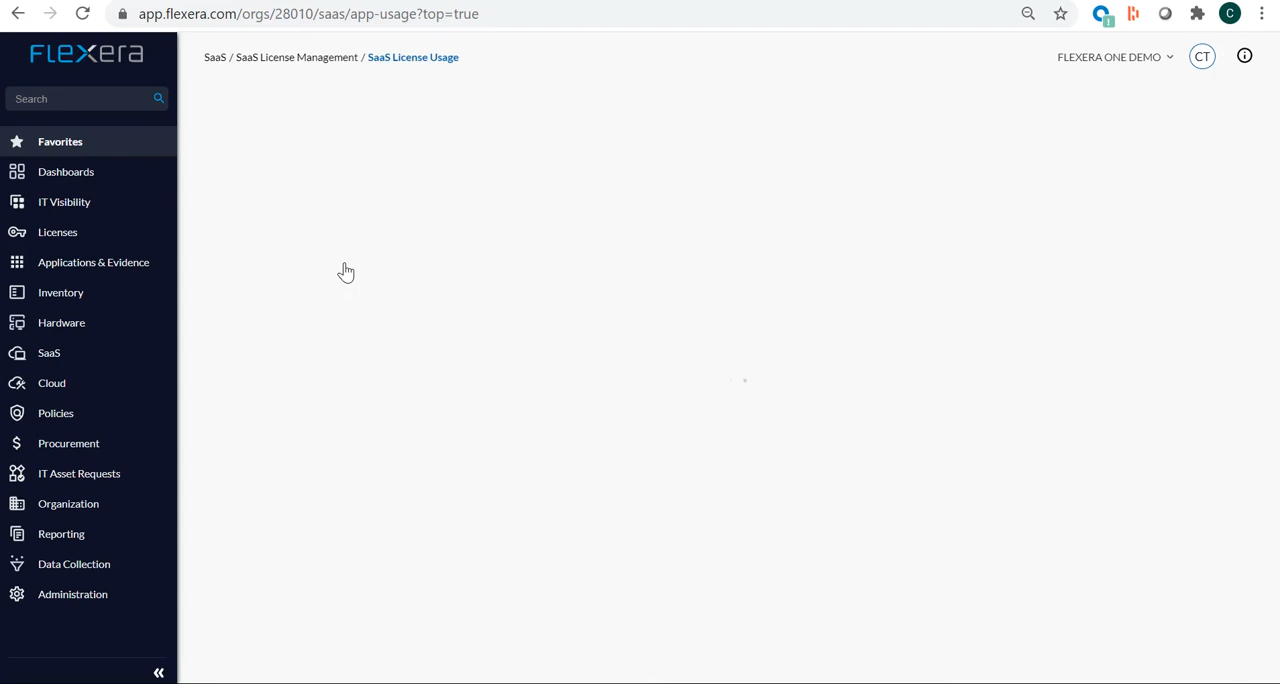 app.flexera.com/orgs/28010/saas/app-usage?top=true
1
C
FLEXERA
SaaS / SaaS License Management / SaaS License Usage
FLEXERA ONE DEMO
CT
Search
Favorites
Dashboards
IT Visibility
Licenses
Applications & Evidence
Inventory
Hardware
SaaS
Cloud
Policies
Procurement
IT Asset Requests
Organization
Reporting
Data Collection
Administration